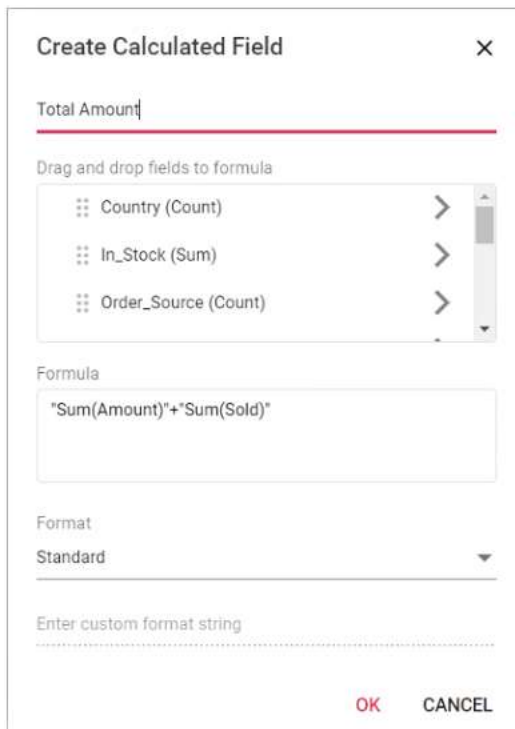 Create Calculated Field
Total Amount
Drag and drop fields to formula
Country (Count)
In_Stock (Sum)
Order_Source (Count)
Formula
"Sum(Amount)"+"Sum(Sold)"
Format
Standard
Enter custom format string
OK CANCEL